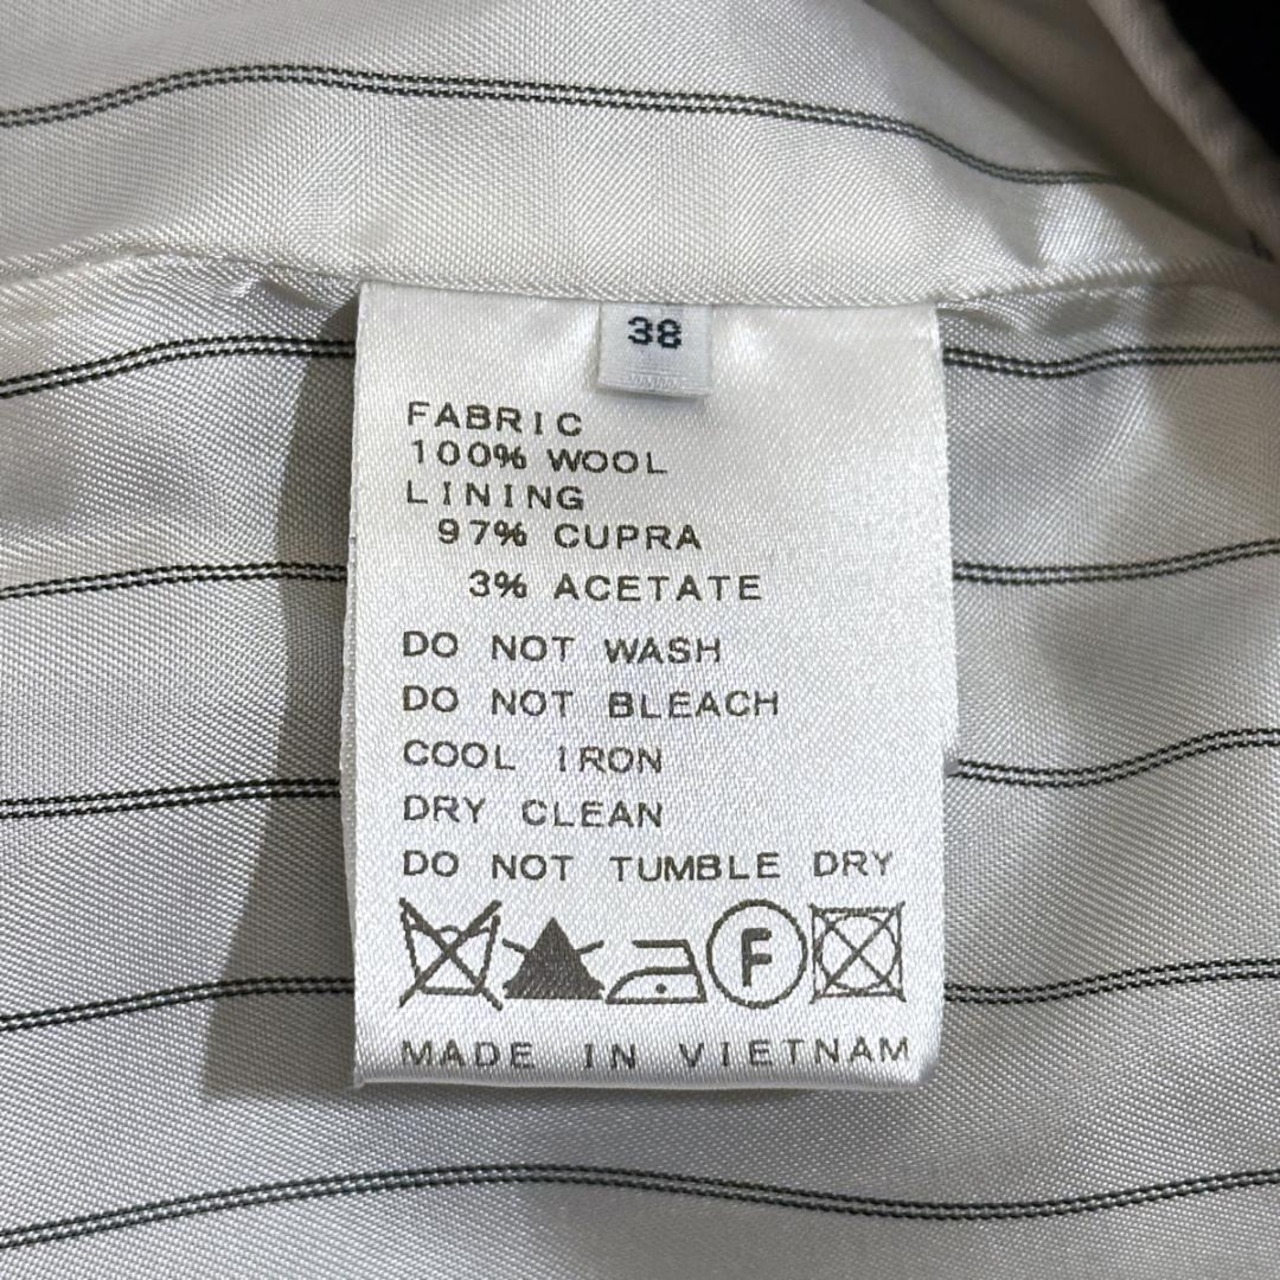 38
FABRIC
100% WOOL
LINING
97% CUPRA
3% ACETATE
DO NOT WASH
DO NOT BLEACH
COOL IRON
DRY CLEAN
DO NOT TUMBLE DRY
F
MADE IN VIETNAM